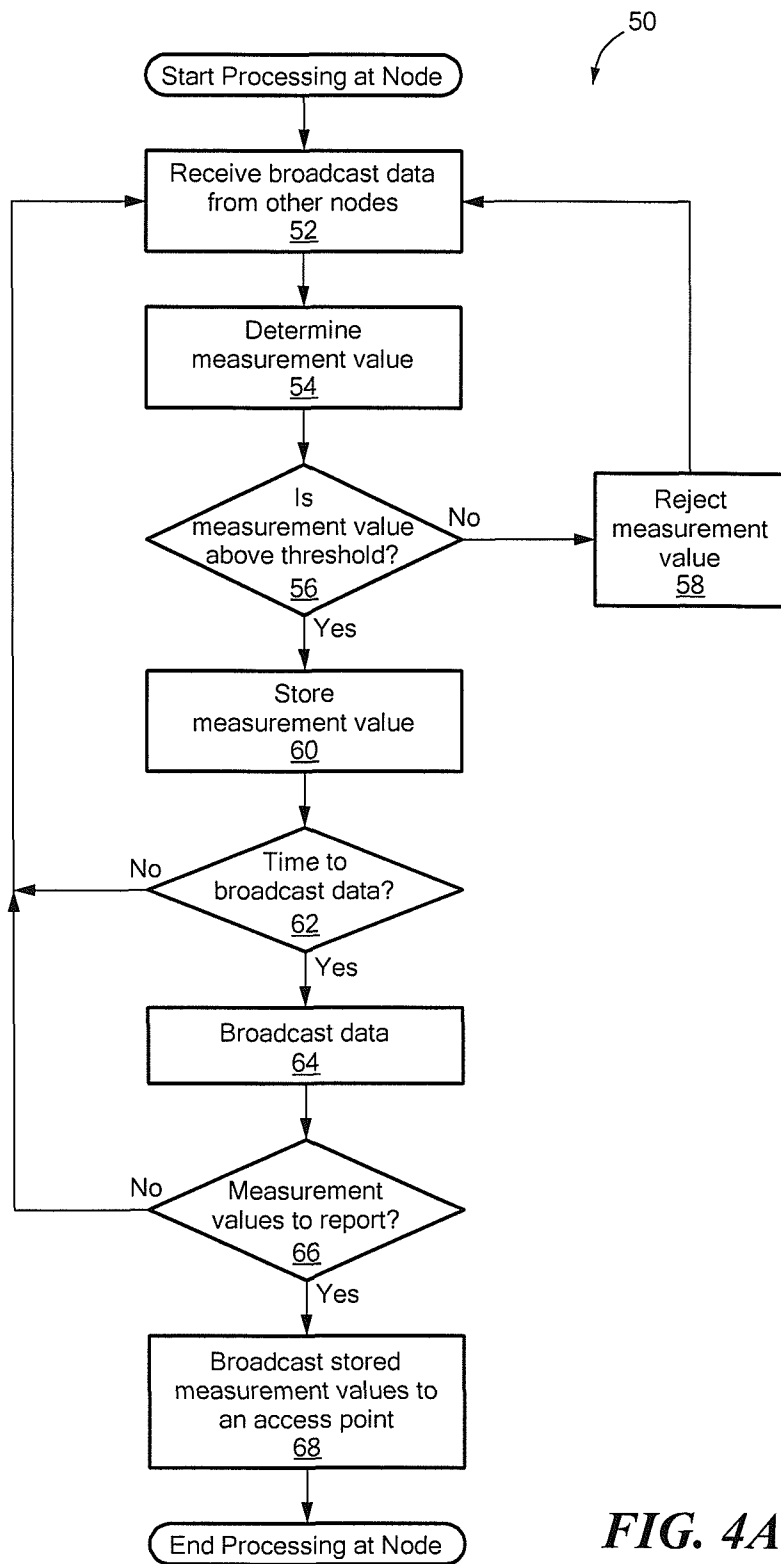 50
Start Processing at Node
Receive broadcast data
from other nodes
52
Determine
measurement value
54
Is
measurement value
above threshold?
56
No
Reject
measurement
value
58
Yes
Store
measurement value
60
No
Time to
broadcast data?
62
Yes
Broadcast data
64
No
Measurement
values to report?
66
Yes
Broadcast stored
measurement values to
an access point
68
End Processing at Node
FIG. 4A